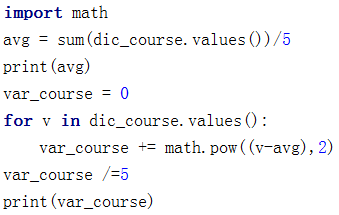 import math
avg = sum(dic_course.values())/5
print(avg)
var_course = 0
for v in dic_course.values():
    var_course += math.pow((v-avg),2)
var_course /=5
print(var_course)